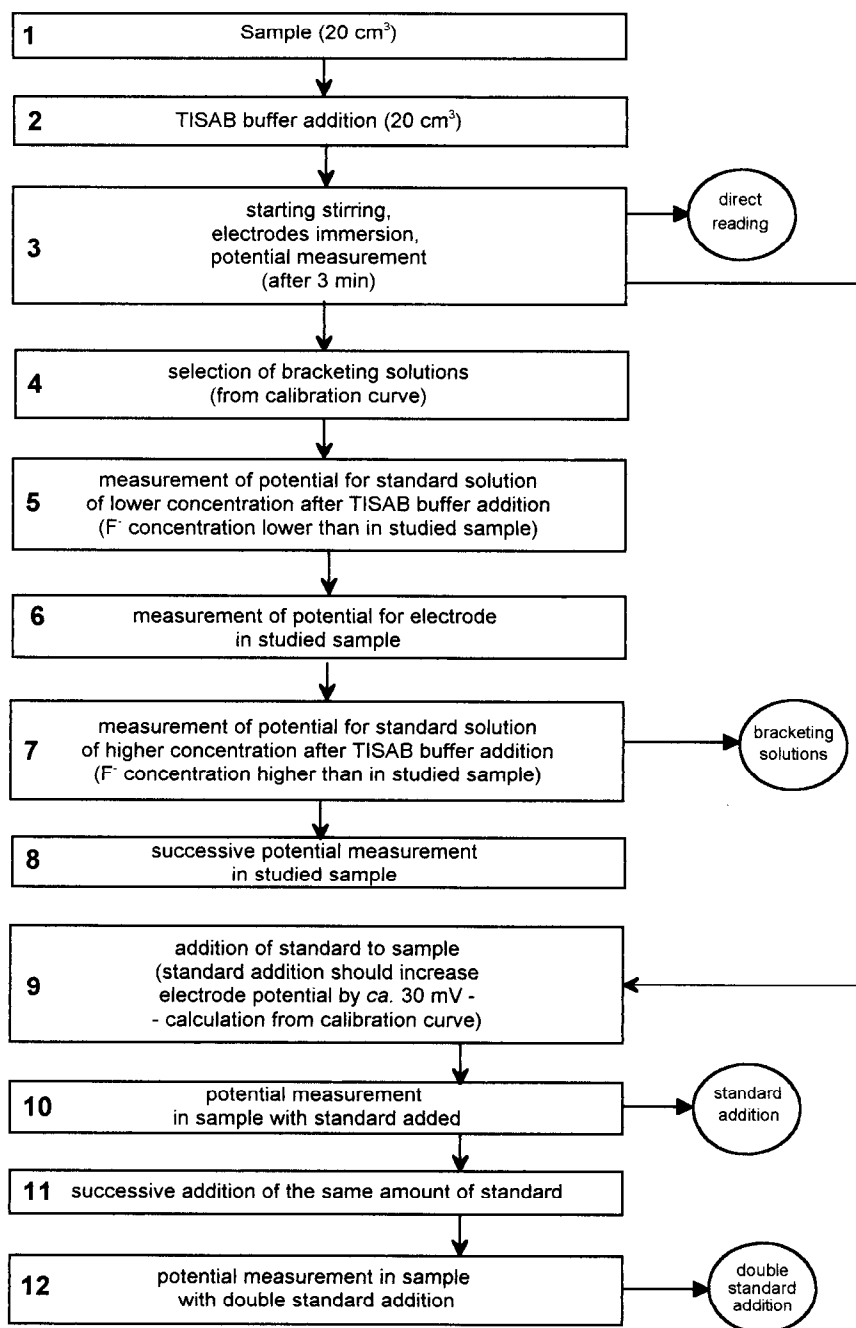 1 Sample (20 cm³)
2 TISAB buffer addition (20 cm³)
3 starting stirring,
electrodes immersion,
potential measurement
(after 3 min)
direct
reading
4 selection of bracketing solutions
(from calibration curve)
5 measurement of potential for standard solution
of lower concentration after TISAB buffer addition
(F⁻ concentration lower than in studied sample)
6 measurement of potential for electrode
in studied sample
7 measurement of potential for standard solution
of higher concentration after TISAB buffer addition
(F⁻ concentration higher than in studied sample)
bracketing
solutions
8 successive potential measurement
in studied sample
9 addition of standard to sample
(standard addition should increase
electrode potential by ca. 30 mV -
- calculation from calibration curve)
10 potential measurement
in sample with standard added
standard
addition
11 successive addition of the same amount of standard
12 potential measurement in sample
with double standard addition
double
standard
addition